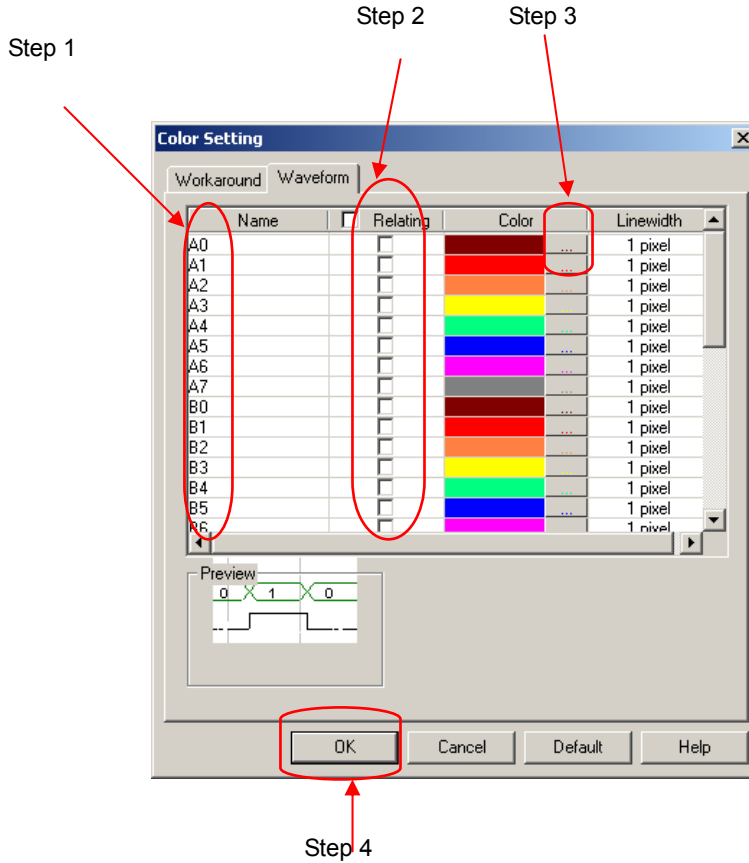 Step 2 Step 3
Step 1
Color Setting
Workaround Waveform
Name Relating Color Linewidth
A0 ... 1 pixel
A1 ... 1 pixel
A2 ... 1 pixel
A3 ... 1 pixel
A4 ... 1 pixel
A5 ... 1 pixel
A6 ... 1 pixel
A7 ... 1 pixel
B0 ... 1 pixel
B1 ... 1 pixel
B2 ... 1 pixel
B3 ... 1 pixel
B4 ... 1 pixel
B5 ... 1 pixel
B6 1 pixel
Preview
0 1 0
OK Cancel Default Help
Step 4